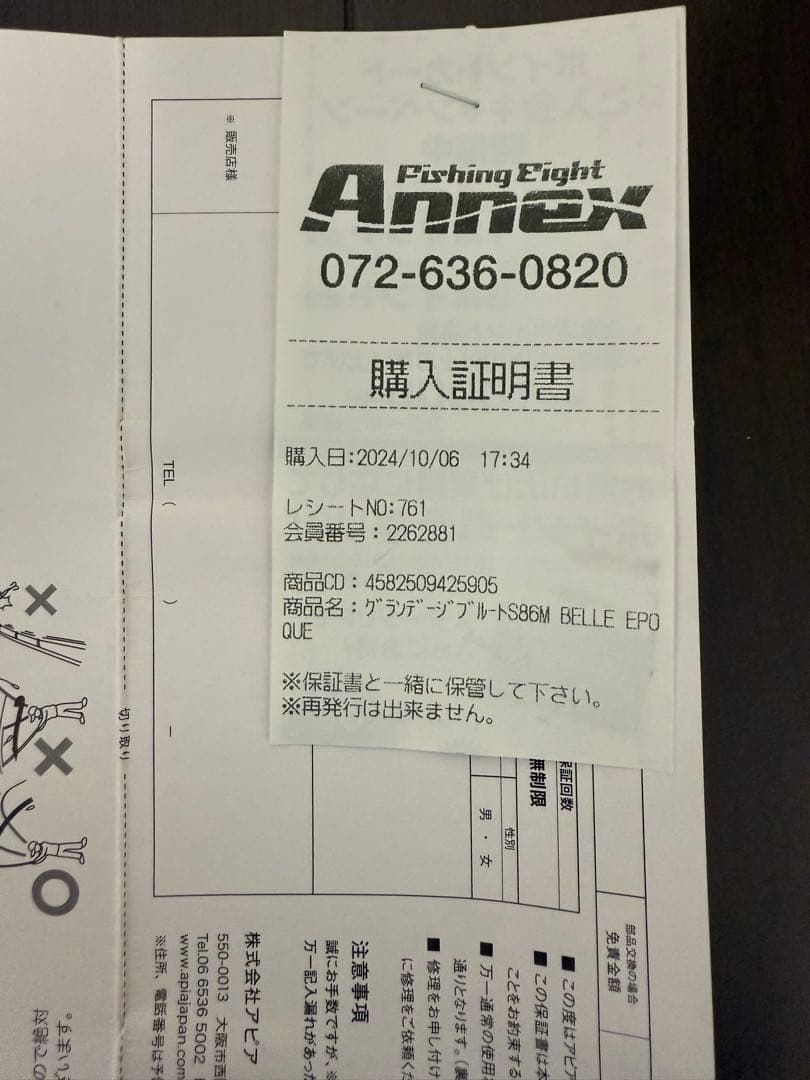 Fishing Eight
Annex
072-636-0820
購入証明書
購入日:2024/10/06 17:34
レシートNO:761
会員番号:2262881
商品CD:4582509425905
商品名:グランデージブルートS86M BELLE EPO
QUE
※保証書と一緒に保管して下さい。
※再発行は出来ません。
※ 販売店様
TEL ( ) ー
切り取り
保証回数
無制限
性別
男・女
部品交換の場合
免責金額
■ この度はアピア
■ この保証書は本
ことをお約束する
■ 万一通常の使用
通りとなります。(裏
■ 修理をお申し付け
に修理をご依頼くだ
注意事項
誠にお手数ですが、※
万一記入漏れがあった
株式会社アピア
550-0013 大阪市西
Tel.06 6536 5002
www.apiajapan.com
※住所、電話番号は予